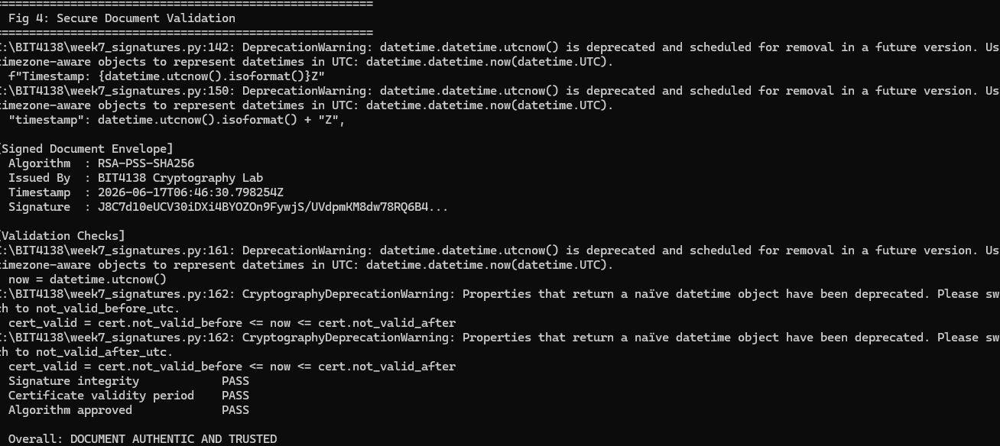 ======================================================
Fig 4: Secure Document Validation
======================================================
:\BIT4138\week7_signatures.py:142: DeprecationWarning: datetime.datetime.utcnow() is deprecated and scheduled for removal in a future version. Us
timezone-aware objects to represent datetimes in UTC: datetime.datetime.now(datetime.UTC).
f"Timestamp: {datetime.utcnow().isoformat()}Z"
:\BIT4138\week7_signatures.py:150: DeprecationWarning: datetime.datetime.utcnow() is deprecated and scheduled for removal in a future version. Us
timezone-aware objects to represent datetimes in UTC: datetime.datetime.now(datetime.UTC).
"timestamp": datetime.utcnow().isoformat() + "Z",
[Signed Document Envelope]
Algorithm : RSA-PSS-SHA256
Issued By : BIT4138 Cryptography Lab
Timestamp : 2026-06-17T06:46:30.798254Z
Signature : J8C7d10eUCV30iDXi4BYOZOn9FywjS/UVdpmKM8dw78RQ6B4...
[Validation Checks]
:\BIT4138\week7_signatures.py:161: DeprecationWarning: datetime.datetime.utcnow() is deprecated and scheduled for removal in a future version. Us
timezone-aware objects to represent datetimes in UTC: datetime.datetime.now(datetime.UTC).
now = datetime.utcnow()
:\BIT4138\week7_signatures.py:162: CryptographyDeprecationWarning: Properties that return a naïve datetime object have been deprecated. Please sw
ch to not_valid_before_utc.
cert_valid = cert.not_valid_before <= now <= cert.not_valid_after
:\BIT4138\week7_signatures.py:162: CryptographyDeprecationWarning: Properties that return a naïve datetime object have been deprecated. Please sw
ch to not_valid_after_utc.
cert_valid = cert.not_valid_before <= now <= cert.not_valid_after
Signature integrity PASS
Certificate validity period PASS
Algorithm approved PASS
Overall: DOCUMENT AUTHENTIC AND TRUSTED